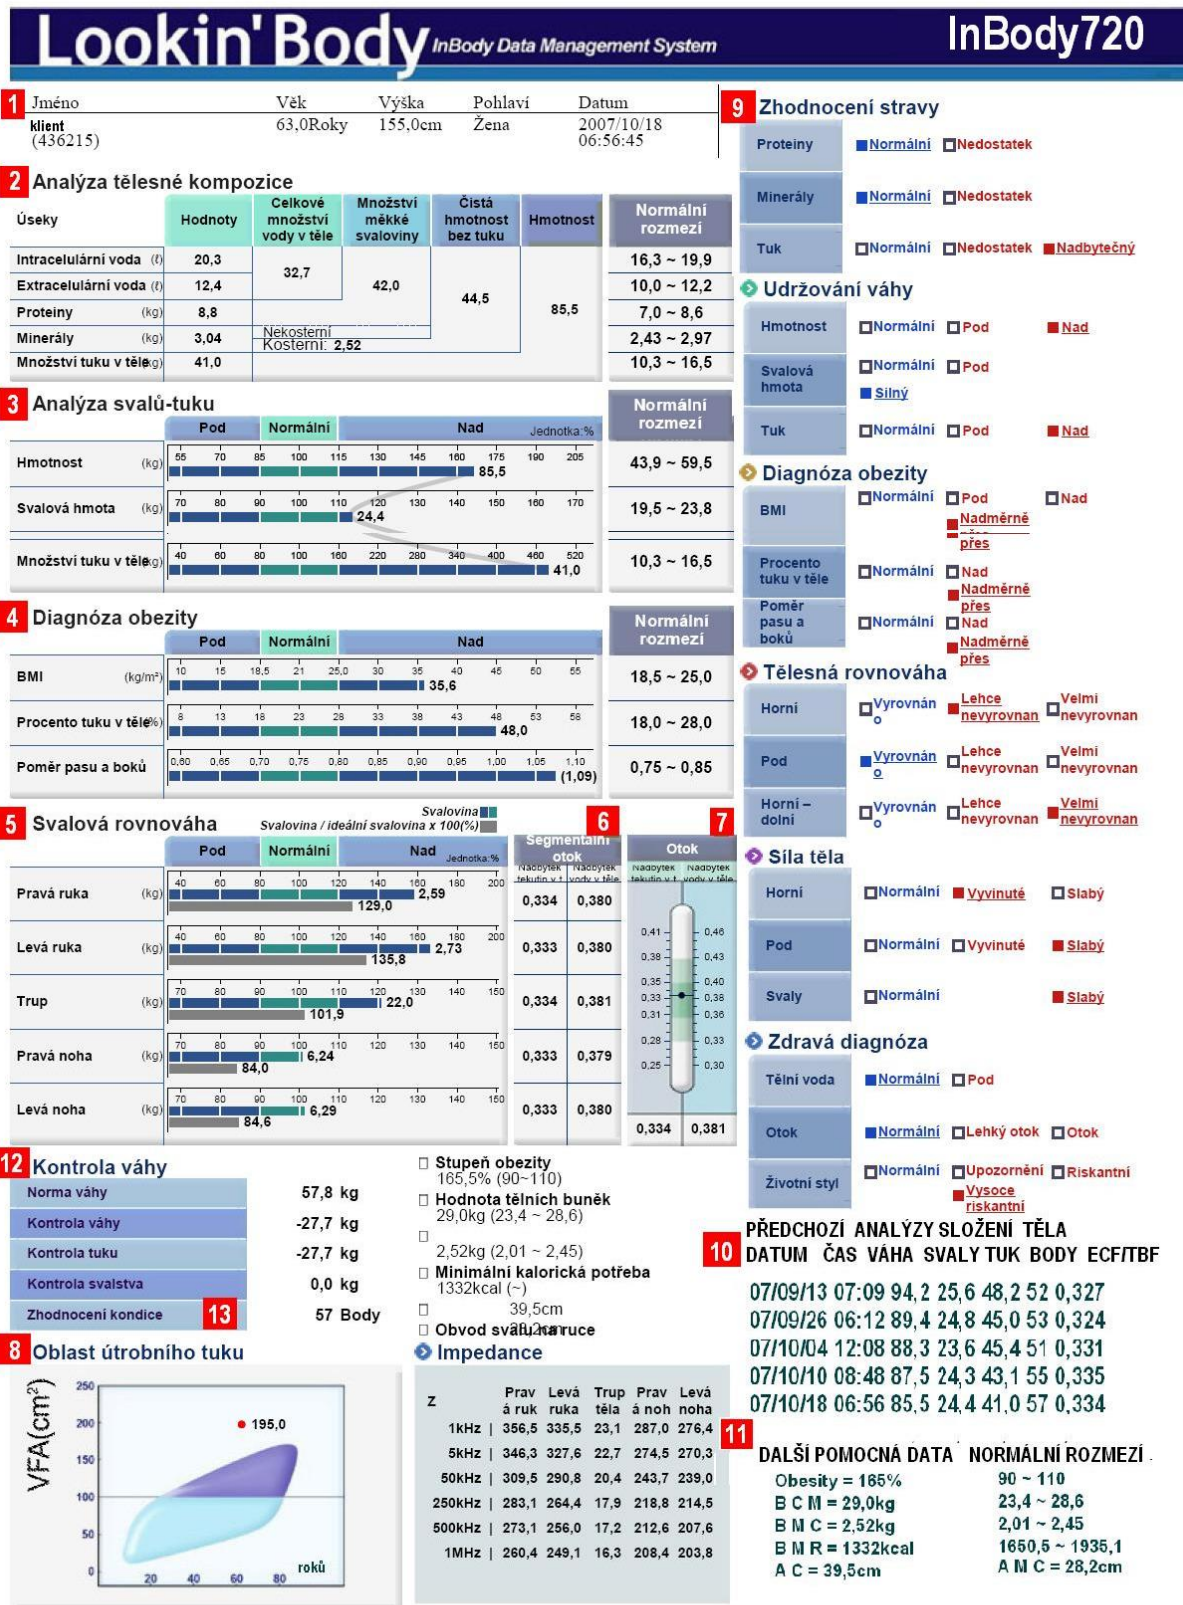 Lookin'Body InBody Data Management System InBody720
1 Jméno Věk Výška Pohlaví Datum
klient 63,0Roky 155,0cm Žena 2007/10/18
(436215) 06:56:45
2 Analýza tělesné kompozice
Úseky Hodnoty Celkové množství vody v těle Množství měkké svaloviny Čistá hmotnost bez tuku Hmotnost Normální rozmezí
Intracelulární voda (ℓ) 20,3 32,7 42,0 44,5 85,5 16,3 ~ 19,9
Extracelulární voda (ℓ) 12,4 10,0 ~ 12,2
Proteiny (kg) 8,8 7,0 ~ 8,6
Minerály (kg) 3,04 Nekosterní 2,43 ~ 2,97
Kosterní: 2,52
Množství tuku v těle kg) 41,0 10,3 ~ 16,5
3 Analýza svalů-tuku Normální rozmezí
Pod Normální Nad Jednotka:%
55 70 85 100 115 130 145 160 175 190 205
Hmotnost (kg) 85,5 43,9 ~ 59,5
70 80 90 100 110 120 130 140 150 160 170
Svalová hmota (kg) 24,4 19,5 ~ 23,8
40 60 80 100 160 220 280 340 400 460 520
Množství tuku v těle kg) 41,0 10,3 ~ 16,5
4 Diagnóza obezity Normální rozmezí
Pod Normální Nad
10 15 18,5 21 25,0 30 35 40 45 50 55
BMI (kg/m²) 35,6 18,5 ~ 25,0
8 13 18 23 28 33 38 43 48 53 58
Procento tuku v těle %) 48,0 18,0 ~ 28,0
0,60 0,65 0,70 0,75 0,80 0,85 0,90 0,95 1,00 1,05 1,10
Poměr pasu a boků (1,09) 0,75 ~ 0,85
5 Svalová rovnováha
Svalovina
Svalovina / ideální svalovina x 100(%)
Pod Normální Nad Jednotka:%
40 60 80 100 120 140 160 180 200
Pravá ruka (kg) 2,59
129,0
40 60 80 100 120 140 160 180 200
Levá ruka (kg) 2,73
135,8
70 80 90 100 110 120 130 140 150
Trup (kg) 22,0
101,9
70 80 90 100 110 120 130 140 150
Pravá noha (kg) 6,24
84,0
70 80 90 100 110 120 130 140 150
Levá noha (kg) 6,29
84,6
6
Segmentální otok
Nadbytek Nadbytek
tekutin v t vody v těle
0,334 0,380
0,333 0,380
0,334 0,381
0,333 0,379
0,333 0,380
7
Otok
Nadbytek Nadbytek
tekutin v t vody v těle
0,41 0,46
0,38 0,43
0,35 0,40
0,33 0,38
0,31 0,36
0,28 0,33
0,25 0,30
0,334 0,381
12 Kontrola váhy
Norma váhy 57,8 kg
Kontrola váhy -27,7 kg
Kontrola tuku -27,7 kg
Kontrola svalstva 0,0 kg
Zhodnocení kondice 13 57 Body
Stupeň obezity
165,5% (90~110)
Hodnota tělních buněk
29,0kg (23,4 ~ 28,6)
2,52kg (2,01 ~ 2,45)
Minimální kalorická potřeba
1332kcal (~)
39,5cm
Obvod svalu na ruce
8 Oblast útrobního tuku
VFA(cm²)
250
200
195,0
150
100
50
0
20 40 60 80 roků
Impedance
Z Prav á ruk Levá ruka Trup těla Prav á noh Levá noha
1kHz | 356,5 335,5 23,1 287,0 276,4
5kHz | 346,3 327,6 22,7 274,5 270,3
50kHz | 309,5 290,8 20,4 243,7 239,0
250kHz | 283,1 264,4 17,9 218,8 214,5
500kHz | 273,1 256,0 17,2 212,6 207,6
1MHz | 260,4 249,1 16,3 208,4 203,8
9 Zhodnocení stravy
Proteiny Normální Nedostatek
Minerály Normální Nedostatek
Tuk Normální Nedostatek Nadbytečný
Udržování váhy
Hmotnost Normální Pod Nad
Svalová hmota Normální Pod
Silný
Tuk Normální Pod Nad
Diagnóza obezity
BMI Normální Pod Nad
Nadměrně
přes
Procento tuku v těle Normální Nad
Nadměrně
přes
Poměr pasu a boků Normální Nad
Nadměrně
přes
Tělesná rovnováha
Horní Vyrovnán o Lehce nevyrovnan Velmi nevyrovnan
Pod Vyrovnán o Lehce nevyrovnan Velmi nevyrovnan
Horní – dolní Vyrovnán o Lehce nevyrovnan Velmi nevyrovnan
Síla těla
Horní Normální Vyvinuté Slabý
Pod Normální Vyvinuté Slabý
Svaly Normální Slabý
Zdravá diagnóza
Tělní voda Normální Pod
Otok Normální Lehký otok Otok
Životní styl Normální Upozornění Riskantní
Vysoce
riskantní
10 PŘEDCHOZÍ ANALÝZY SLOŽENÍ TĚLA
DATUM ČAS VÁHA SVALY TUK BODY ECF/TBF
07/09/13 07:09 94,2 25,6 48,2 52 0,327
07/09/26 06:12 89,4 24,8 45,0 53 0,324
07/10/04 12:08 88,3 23,6 45,4 51 0,331
07/10/10 08:48 87,5 24,3 43,1 55 0,335
07/10/18 06:56 85,5 24,4 41,0 57 0,334
11
DALŠÍ POMOCNÁ DATA NORMÁLNÍ ROZMEZÍ
Obesity = 165% 90 ~ 110
B C M = 29,0kg 23,4 ~ 28,6
B M C = 2,52kg 2,01 ~ 2,45
B M R = 1332kcal 1650,5 ~ 1935,1
A C = 39,5cm A M C = 28,2cm